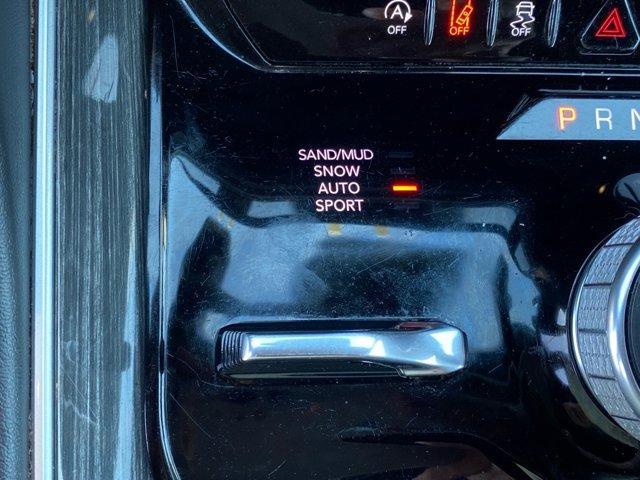 A
OFF
OFF
OFF
P R N
SAND/MUD
SNOW
AUTO
SPORT